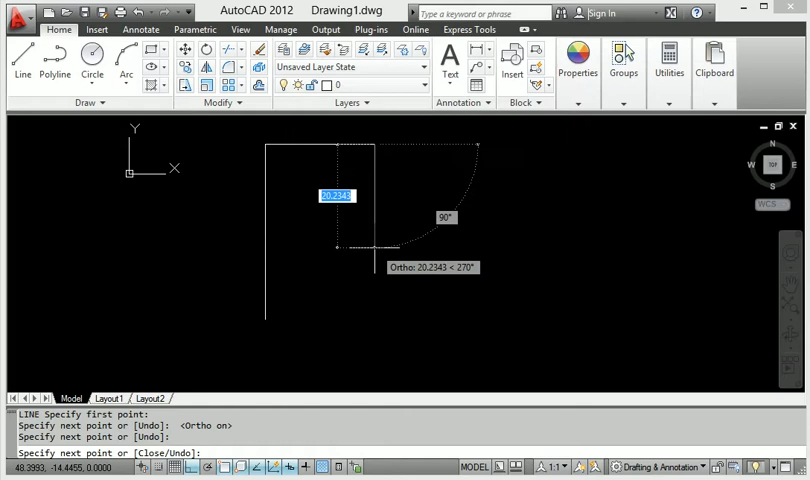 AutoCAD 2012 Drawing1.dwg
Type a keyword or phrase
Sign In
Home Insert Annotate Parametric View Manage Output Plug-ins Online Express Tools
Line Polyline Circle Arc
Unsaved Layer State
0
Text
Insert
Properties
Groups
Utilities
Clipboard
Draw Modify Layers Annotation Block
Y
X
N
W TOP E
S
WCS
20.2343
90°
Ortho: 20.2343 < 270°
Model Layout1 Layout2
LINE Specify first point:
Specify next point or [Undo]: <Ortho on>
Specify next point or [Undo]:
Specify next point or [Close/Undo]:
48.3993, -14.4455, 0.0000
MODEL
1:1
Drafting & Annotation